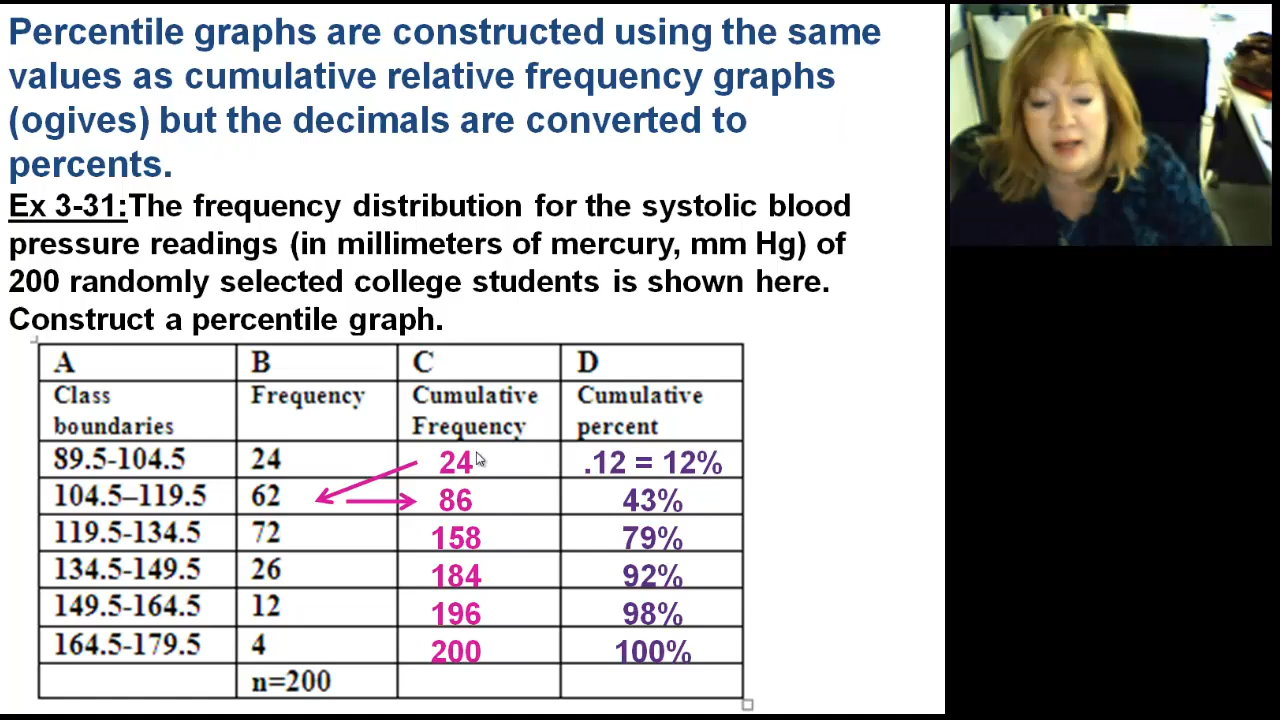 Percentile graphs are constructed using the same
values as cumulative relative frequency graphs
(ogives) but the decimals are converted to
percents.
Ex 3-31:The frequency distribution for the systolic blood
pressure readings (in millimeters of mercury, mm Hg) of
200 randomly selected college students is shown here.
Construct a percentile graph.
A B C D
Class boundaries Frequency Cumulative Frequency Cumulative percent
89.5-104.5 24 24 .12 = 12%
104.5–119.5 62 86 43%
119.5-134.5 72 158 79%
134.5-149.5 26 184 92%
149.5-164.5 12 196 98%
164.5-179.5 4 200 100%
n=200